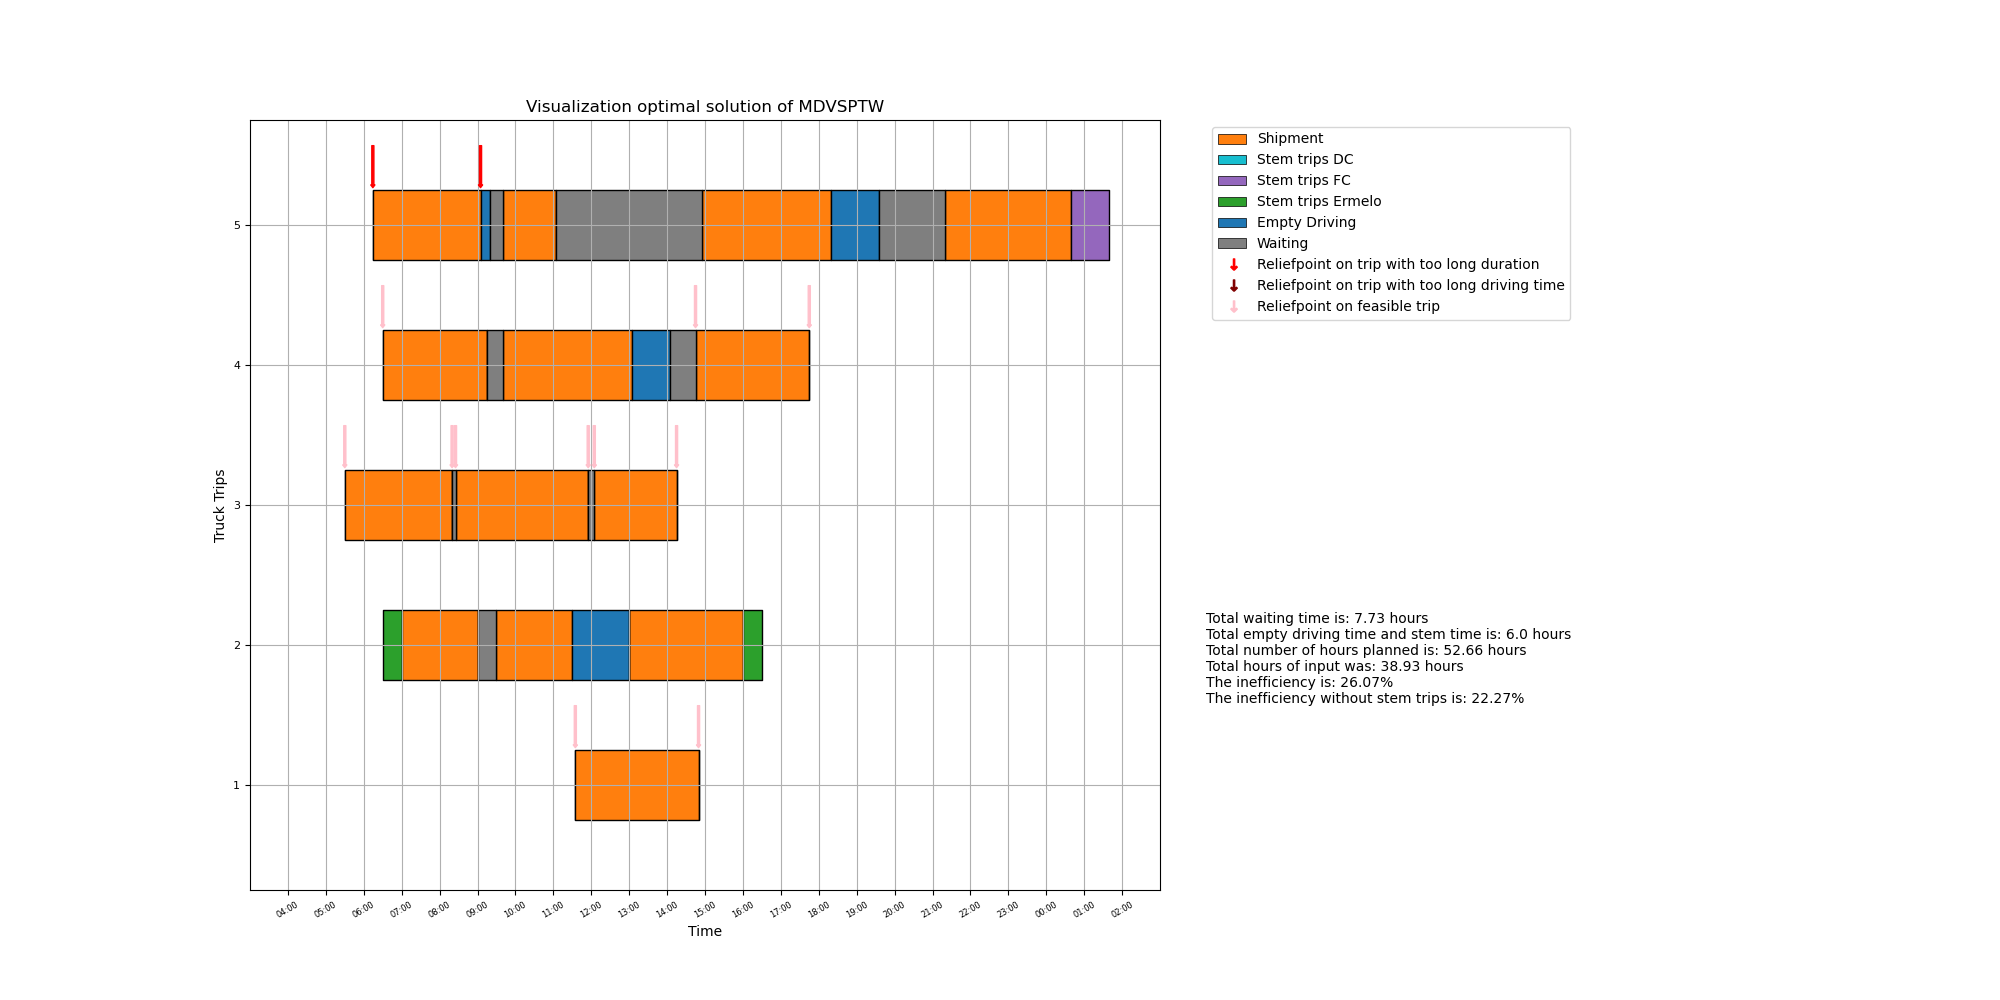 Visualization optimal solution of MDVSPTW
Shipment
Stem trips DC
Stem trips FC
Stem trips Ermelo
Empty Driving
Waiting
Reliefpoint on trip with too long duration
Reliefpoint on trip with too long driving time
Reliefpoint on feasible trip
Truck Trips
5
4
3
2
1
Total waiting time is: 7.73 hours
Total empty driving time and stem time is: 6.0 hours
Total number of hours planned is: 52.66 hours
Total hours of input was: 38.93 hours
The inefficiency is: 26.07%
The inefficiency without stem trips is: 22.27%
04:00 05:00 06:00 07:00 08:00 09:00 10:00 11:00 12:00 13:00 14:00 15:00 16:00 17:00 18:00 19:00 20:00 21:00 22:00 23:00 00:00 01:00 02:00
Time